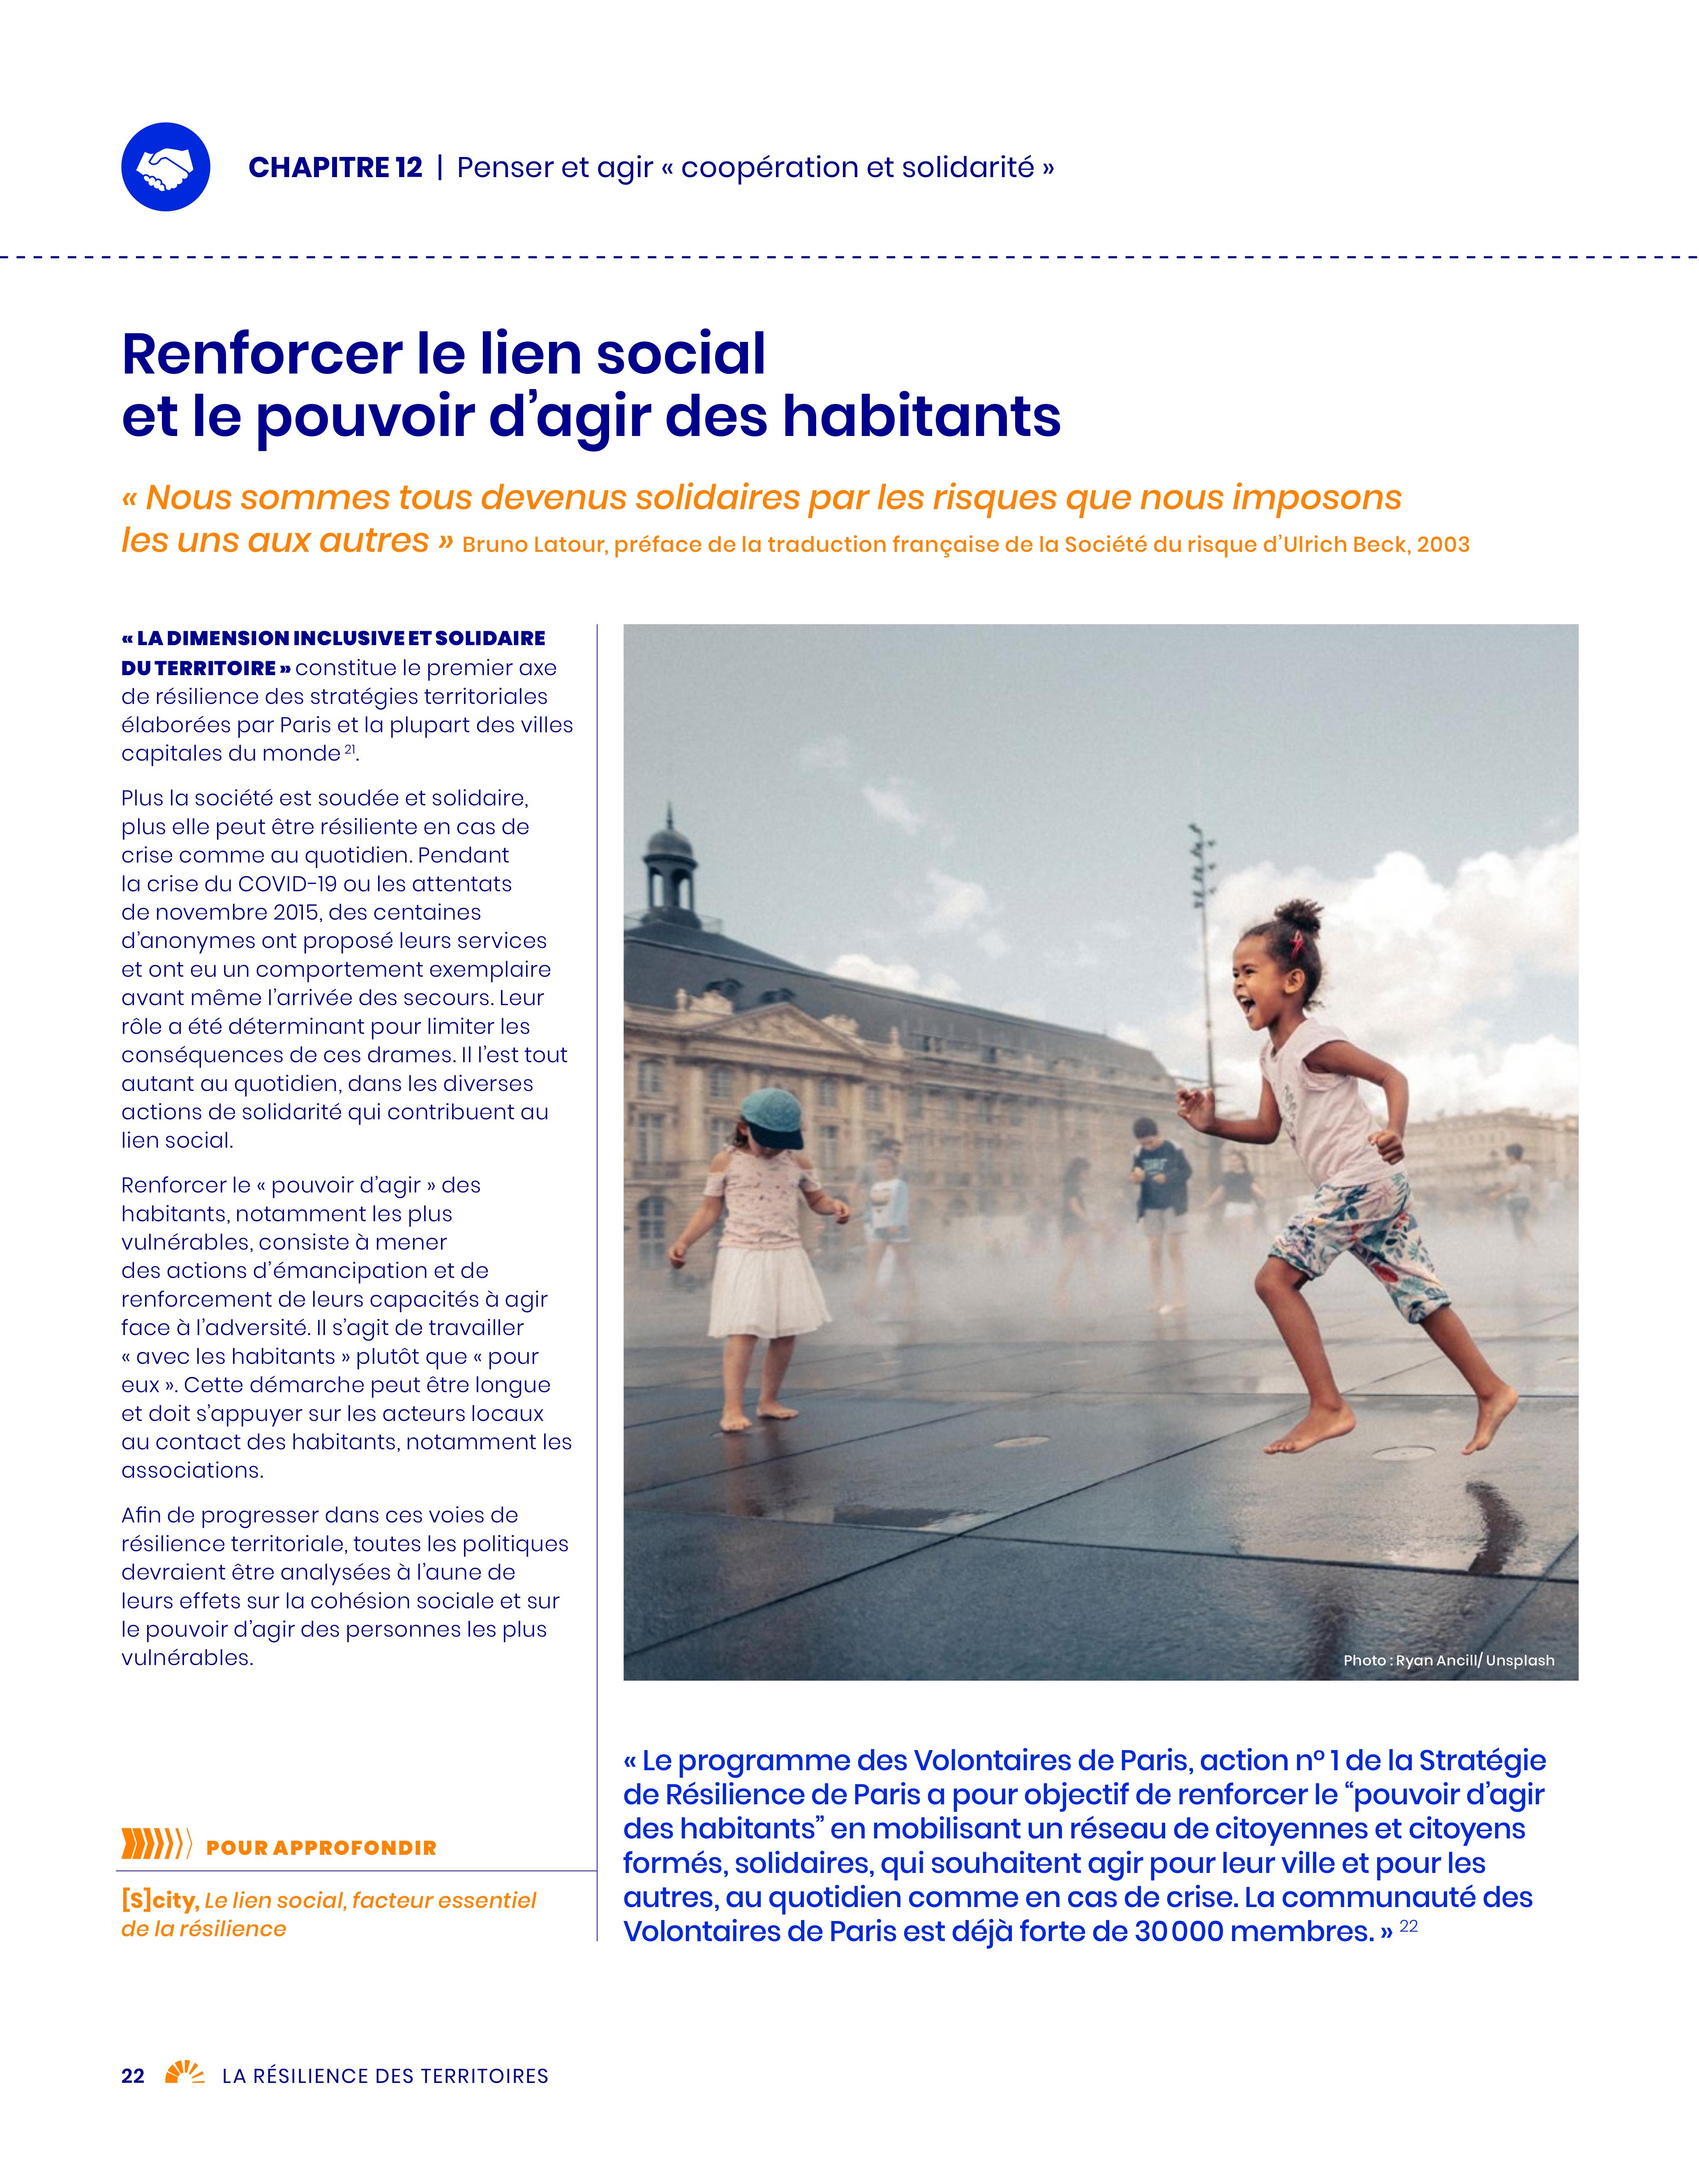 CHAPITRE 12 | Penser et agir « coopération et solidarité »
Renforcer le lien social
et le pouvoir d’agir des habitants
« Nous sommes tous devenus solidaires par les risques que nous imposons
les uns aux autres » Bruno Latour, préface de la traduction française de la Société du risque d’Ulrich Beck, 2003
« LA DIMENSION INCLUSIVE ET SOLIDAIRE
DU TERRITOIRE » constitue le premier axe
de résilience des stratégies territoriales
élaborées par Paris et la plupart des villes
capitales du monde 21.
Plus la société est soudée et solidaire,
plus elle peut être résiliente en cas de
crise comme au quotidien. Pendant
la crise du COVID-19 ou les attentats
de novembre 2015, des centaines
d’anonymes ont proposé leurs services
et ont eu un comportement exemplaire
avant même l’arrivée des secours. Leur
rôle a été déterminant pour limiter les
conséquences de ces drames. Il l’est tout
autant au quotidien, dans les diverses
actions de solidarité qui contribuent au
lien social.
Renforcer le « pouvoir d’agir » des
habitants, notamment les plus
vulnérables, consiste à mener
des actions d’émancipation et de
renforcement de leurs capacités à agir
face à l’adversité. Il s’agit de travailler
« avec les habitants » plutôt que « pour
eux ». Cette démarche peut être longue
et doit s’appuyer sur les acteurs locaux
au contact des habitants, notamment les
associations.
Afin de progresser dans ces voies de
résilience territoriale, toutes les politiques
devraient être analysées à l’aune de
leurs effets sur la cohésion sociale et sur
le pouvoir d’agir des personnes les plus
vulnérables.
POUR APPROFONDIR
[S]city, Le lien social, facteur essentiel
de la résilience
Photo : Ryan Ancill/ Unsplash
« Le programme des Volontaires de Paris, action n° 1 de la Stratégie
de Résilience de Paris a pour objectif de renforcer le “pouvoir d’agir
des habitants” en mobilisant un réseau de citoyennes et citoyens
formés, solidaires, qui souhaitent agir pour leur ville et pour les
autres, au quotidien comme en cas de crise. La communauté des
Volontaires de Paris est déjà forte de 30 000 membres. » 22
22 LA RÉSILIENCE DES TERRITOIRES